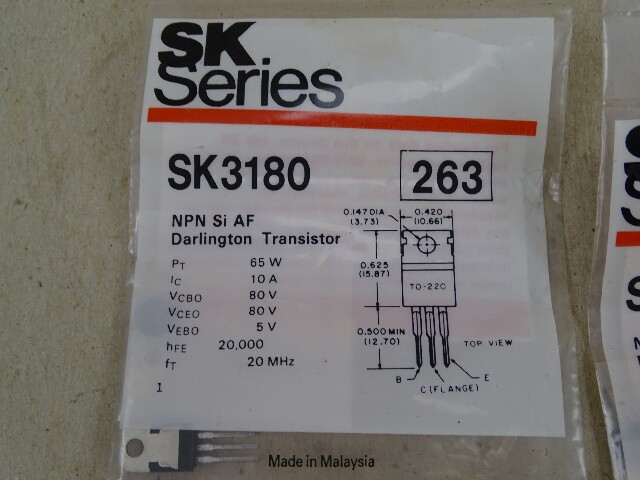 SK
Series
SK3180
263
NPN Si AF
Darlington Transistor
PT 65 W
IC 10 A
VCBO 80 V
VCEO 80 V
VEBO 5 V
hFE 20,000
fT 20 MHz
1
0.147DIA
(3.73)
0.420
(10.66)
0.625
(15.87)
TO-220
0.500 MIN
(12.70)
TOP VIEW
B
E
C(FLANGE)
Made in Malaysia